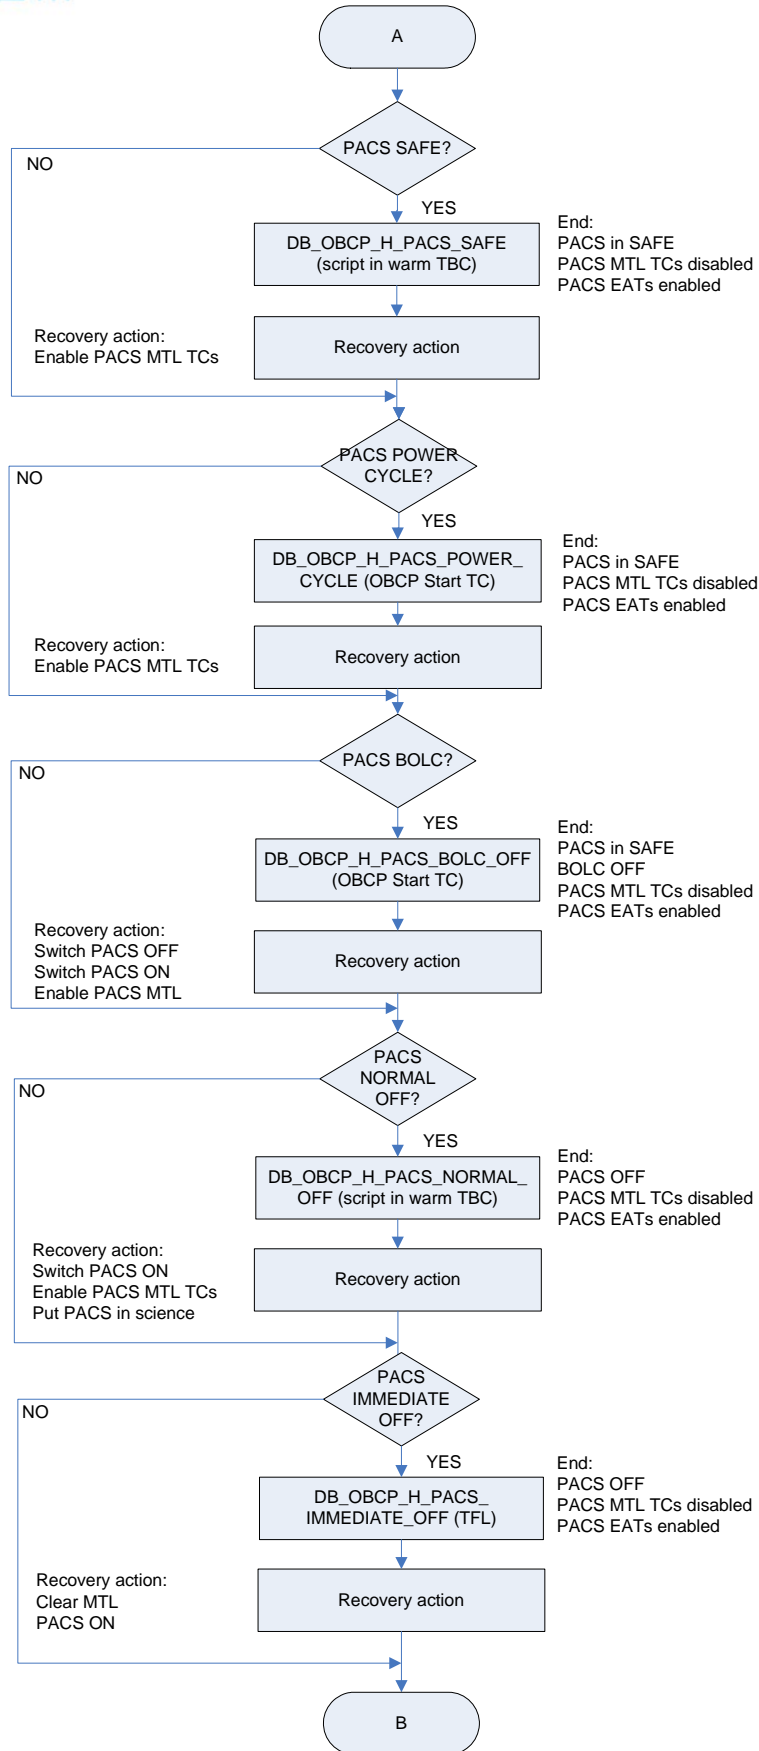 A
PACS SAFE?
NO
YES
DB_OBCP_H_PACS_SAFE
(script in warm TBC)
End:
PACS in SAFE
PACS MTL TCs disabled
PACS EATs enabled
Recovery action:
Enable PACS MTL TCs
Recovery action
PACS POWER
CYCLE?
NO
YES
DB_OBCP_H_PACS_POWER_
CYCLE (OBCP Start TC)
End:
PACS in SAFE
PACS MTL TCs disabled
PACS EATs enabled
Recovery action:
Enable PACS MTL TCs
Recovery action
PACS BOLC?
NO
YES
DB_OBCP_H_PACS_BOLC_OFF
(OBCP Start TC)
End:
PACS in SAFE
BOLC OFF
PACS MTL TCs disabled
PACS EATs enabled
Recovery action:
Switch PACS OFF
Switch PACS ON
Enable PACS MTL
Recovery action
PACS
NORMAL
OFF?
NO
YES
DB_OBCP_H_PACS_NORMAL_
OFF (script in warm TBC)
End:
PACS OFF
PACS MTL TCs disabled
PACS EATs enabled
Recovery action:
Switch PACS ON
Enable PACS MTL TCs
Put PACS in science
Recovery action
PACS
IMMEDIATE
OFF?
NO
YES
DB_OBCP_H_PACS_
IMMEDIATE_OFF (TFL)
End:
PACS OFF
PACS MTL TCs disabled
PACS EATs enabled
Recovery action:
Clear MTL
PACS ON
Recovery action
B